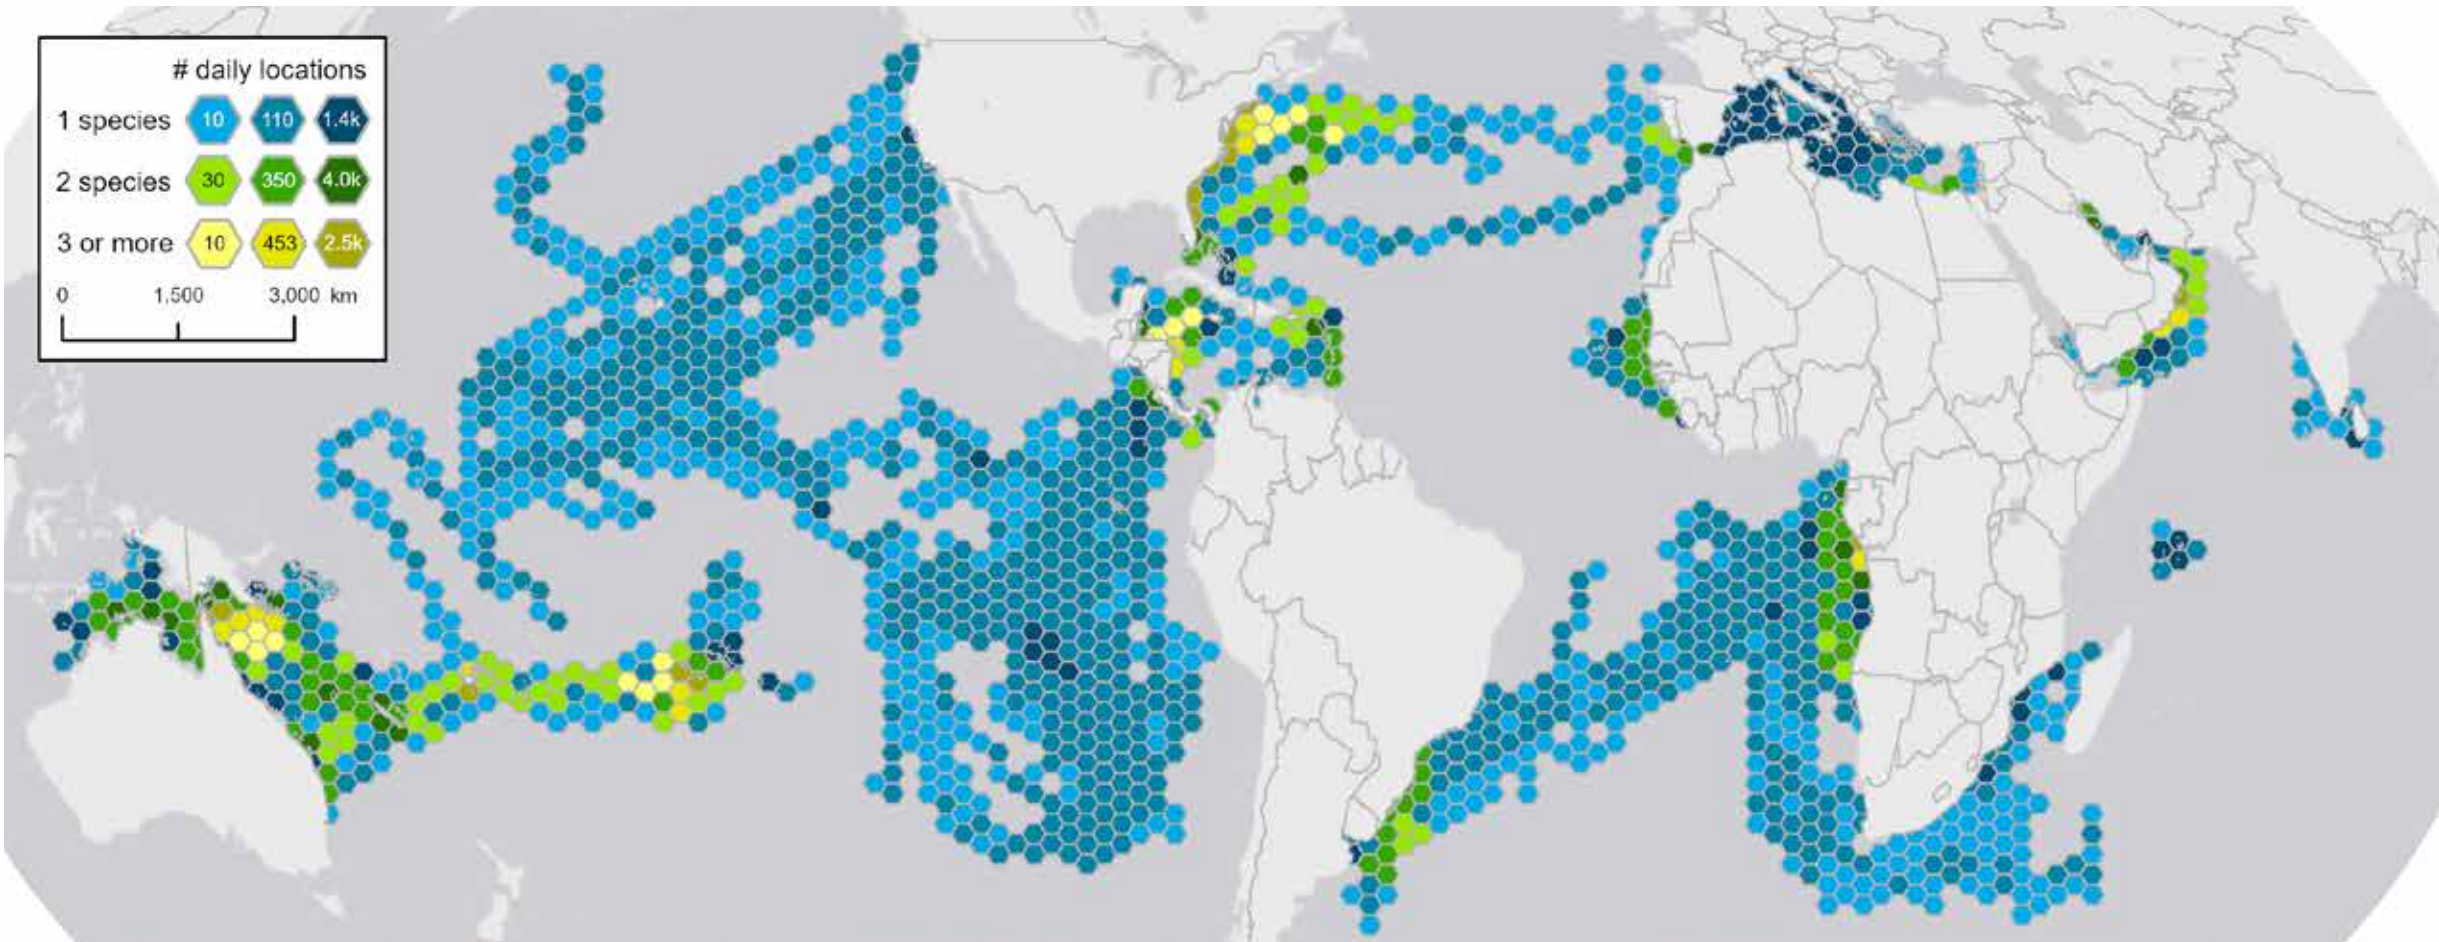 # daily locations
1 species 10 110 1.4k
2 species 30 350 4.0k
3 or more 10 453 2.5k
0 1,500 3,000 km